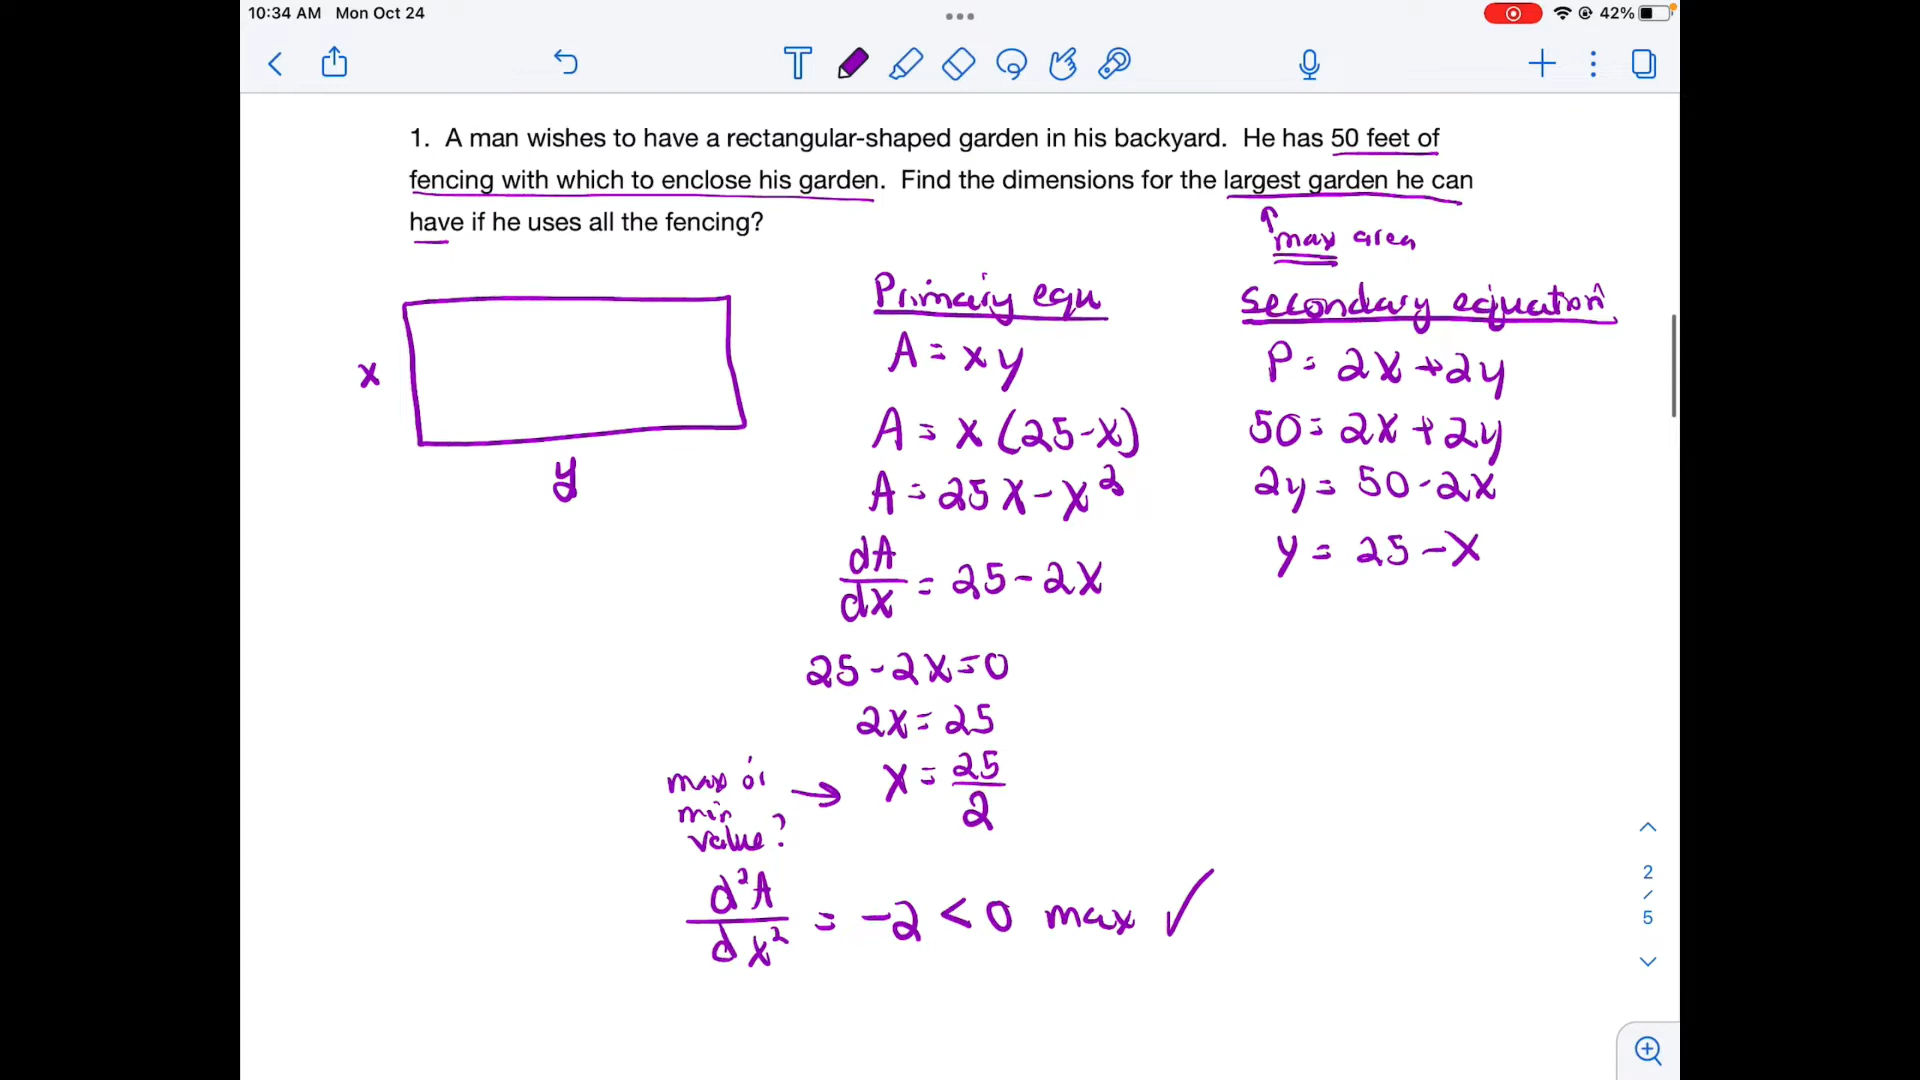 10:34 AM Mon Oct 24
42%
T
1. A man wishes to have a rectangular-shaped garden in his backyard. He has 50 feet of
fencing with which to enclose his garden. Find the dimensions for the largest garden he can
have if he uses all the fencing?
max area
x
y
Primary equ
A = xy
A = x (25-x)
A = 25x - x²
dA/dx = 25 - 2x
25 - 2x = 0
2x = 25
x = 25/2
max or
min
value?
d²A/dx² = -2 < 0 max ✓
Secondary equation
P = 2x + 2y
50 = 2x + 2y
2y = 50 - 2x
y = 25 - x
2
/
5